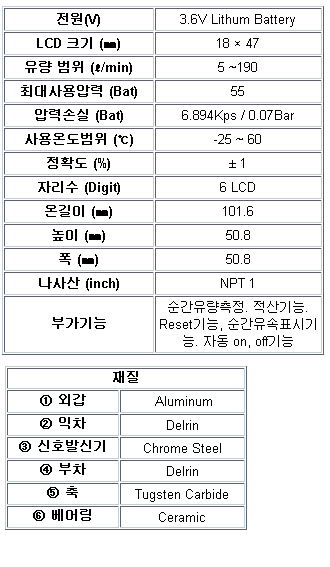 전원(V) 3.6V Lithum Battery
LCD 크기 (㎜) 18 × 47
유량 범위 (ℓ/min) 5 ~190
최대사용압력 (Bat) 55
압력손실 (Bat) 6.894Kps / 0.07Bar
사용온도범위 (℃) -25 ~ 60
정확도 (%) ± 1
자리수 (Digit) 6 LCD
온길이 (㎜) 101.6
높이 (㎜) 50.8
폭 (㎜) 50.8
나사산 (inch) NPT 1
부가기능 순간유량측정. 적산기능.
Reset기능, 순간유속표시기
능. 자동 on, off기능
재질
① 외갑 Aluminum
② 익차 Delrin
③ 신호발신기 Chrome Steel
④ 부차 Delrin
⑤ 축 Tugsten Carbide
⑥ 베어링 Ceramic